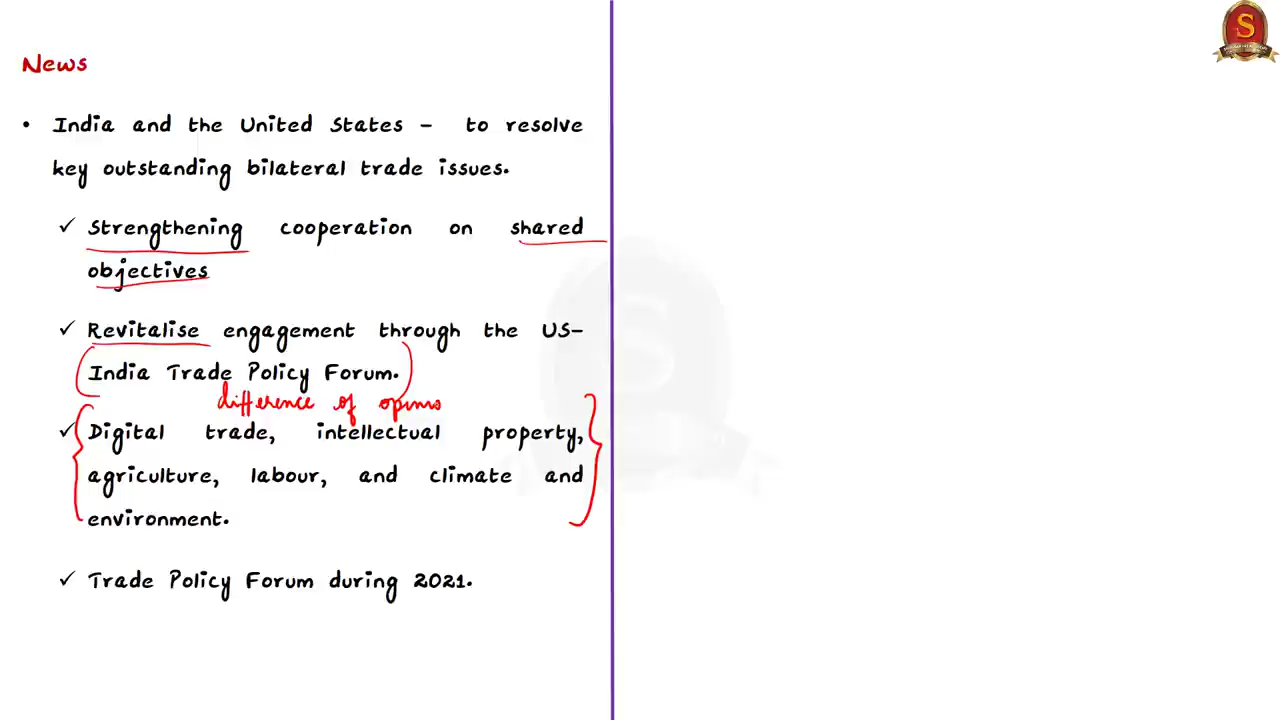 News
• India and the United States – to resolve
key outstanding bilateral trade issues.
✓ Strengthening cooperation on shared
objectives
✓ Revitalise engagement through the US-
India Trade Policy Forum.
difference of
✓ Digital trade, intellectual property,
agriculture, labour, and climate and
environment.
✓ Trade Policy Forum during 2021.
S